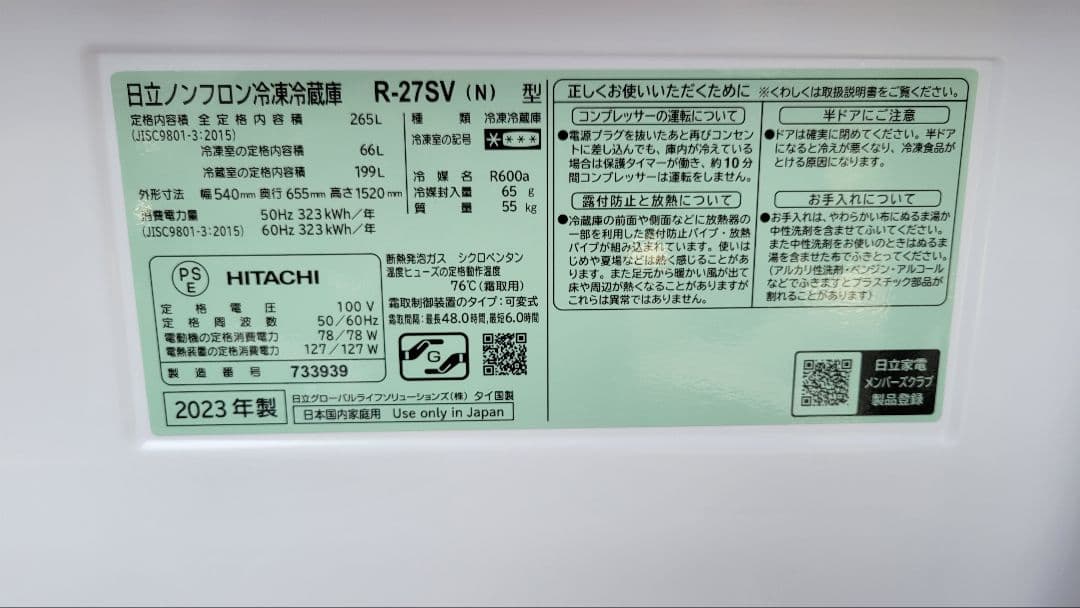 日立ノンフロン冷凍冷蔵庫 R-27SV (N) 型
定格内容積 全定格内容積 265L
(JISC9801-3:2015)
冷凍室の定格内容積 66L
冷蔵室の定格内容積 199L
外形寸法 幅540mm 奥行655mm 高さ1520mm
消費電力量 50Hz 323kWh/年
(JISC9801-3:2015) 60Hz 323kWh/年
種類 冷凍冷蔵庫
冷凍室の記号 ****
冷媒名 R600a
冷媒封入量 65g
質量 55kg
PSE HITACHI
定格電圧 100V
定格周波数 50/60Hz
電動機の定格消費電力 78/78W
電熱装置の定格消費電力 127/127W
製造番号 733939
断熱発泡ガス シクロペンタン
温度ヒューズの定格動作温度
76℃(霜取用)
霜取制御装置のタイプ:可変式
霜取間隔:最長48.0時間,最短6.0時間
G
2023年製
日立グローバルライフソリューションズ(株) タイ国製
日本国内家庭用 Use only in Japan
正しくお使いいただくために ※くわしくは取扱説明書をご覧ください。
コンプレッサーの運転について
●電源プラグを抜いたあと再びコンセン
トに差し込んでも、庫内が冷えている
場合は保護タイマーが働き、約10分
間コンプレッサーは運転をしません。
露付防止と放熱について
●冷蔵庫の前面や側面などに放熱器の
一部を利用した露付防止パイプ・放熱
パイプが組み込まれています。使いは
じめや夏場などは熱く感じることがあり
ます。また足元から暖かい風が出て
床や周辺が熱くなることがありますが
これらは異常ではありません。
半ドアにご注意
●ドアは確実に閉めてください。半ドア
になると冷えが悪くなり、冷凍食品が
とける原因になります。
お手入れについて
●お手入れは、やわらかい布にぬるま湯か
中性洗剤を含ませてふいてください。
また中性洗剤をお使いのときはぬるま
湯を含ませた布でふきとってください。
(アルカリ性洗剤・ベンジン・アルコール
などでふきますとプラスチック部品が
割れることがあります)
日立家電
メンバーズクラブ
製品登録